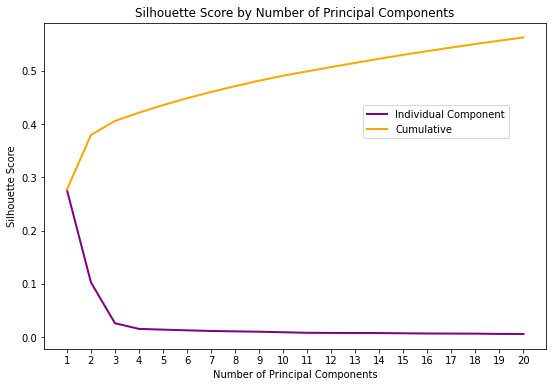 Silhouette Score by Number of Principal Components
Silhouette Score
0.5
0.4
0.3
0.2
0.1
0.0
Individual Component
Cumulative
1 2 3 4 5 6 7 8 9 10 11 12 13 14 15 16 17 18 19 20
Number of Principal Components